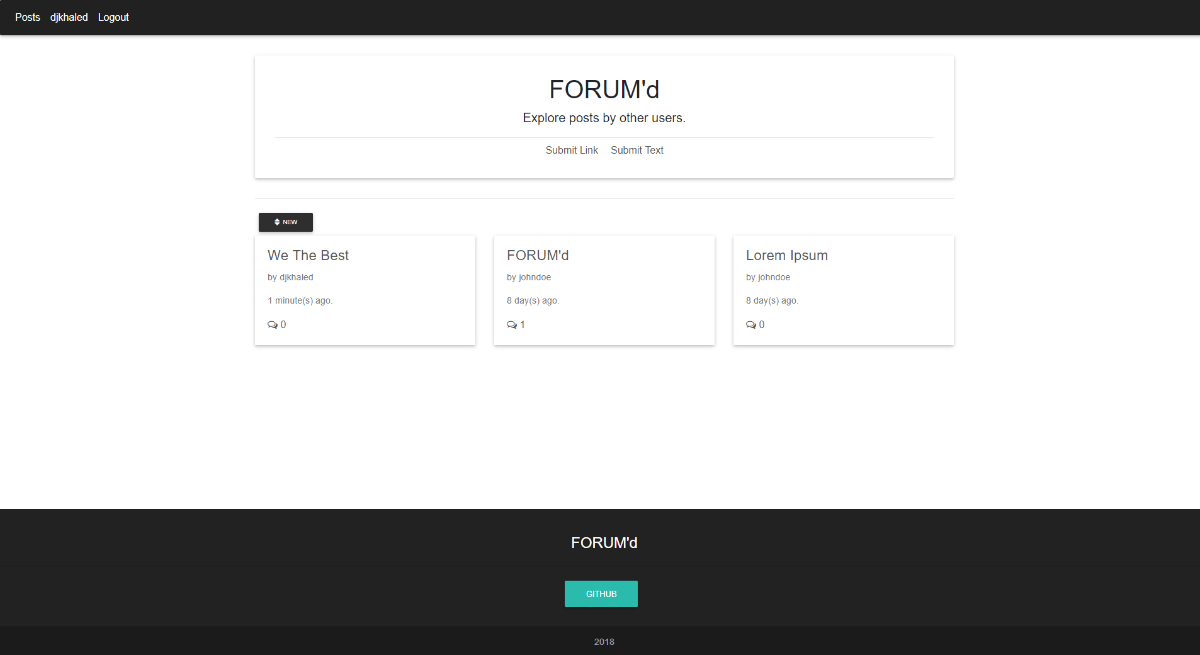 Posts djkhaled Logout
FORUM'd
Explore posts by other users.
Submit Link Submit Text
NEW
We The Best
by djkhaled
1 minute(s) ago.
0
FORUM'd
by johndoe
8 day(s) ago.
1
Lorem Ipsum
by johndoe
8 day(s) ago.
0
FORUM'd
GITHUB
2018